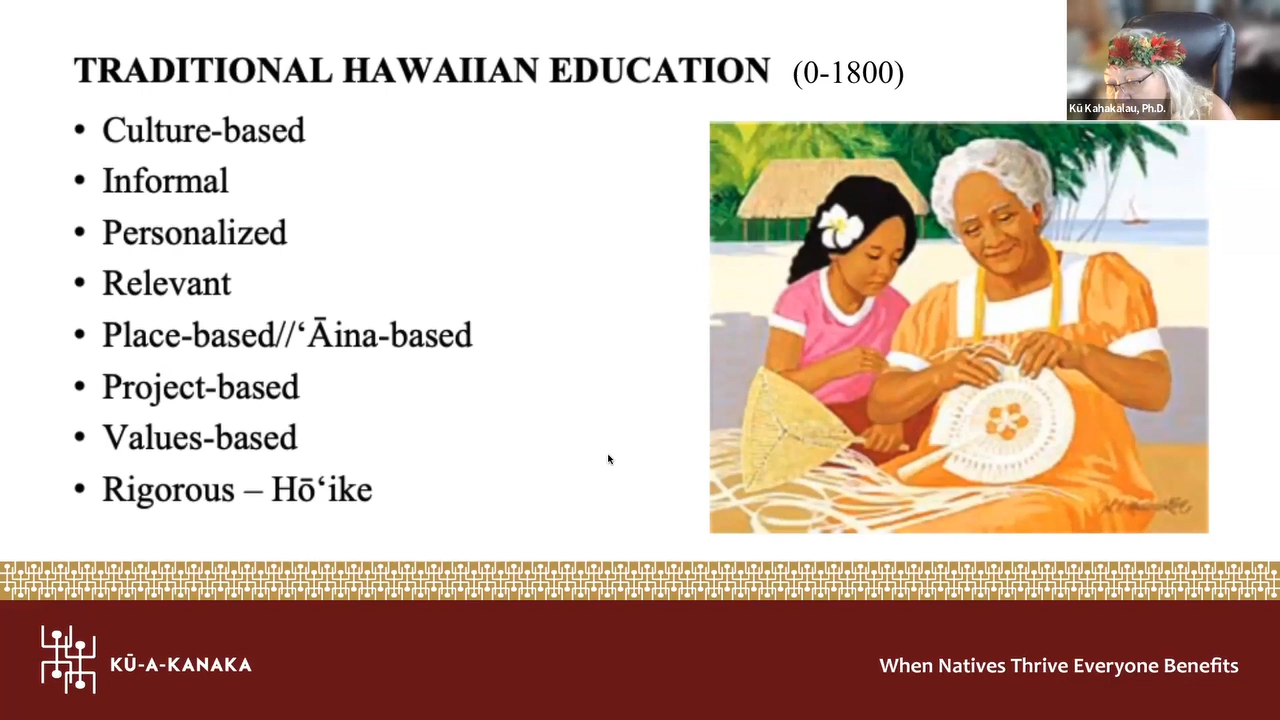 TRADITIONAL HAWAIIAN EDUCATION (0-1800)
• Culture-based
• Informal
• Personalized
• Relevant
• Place-based//ʻĀina-based
• Project-based
• Values-based
• Rigorous – Hōʻike
Kū Kahakalau, Ph.D.
KŪ-A-KANAKA
When Natives Thrive Everyone Benefits